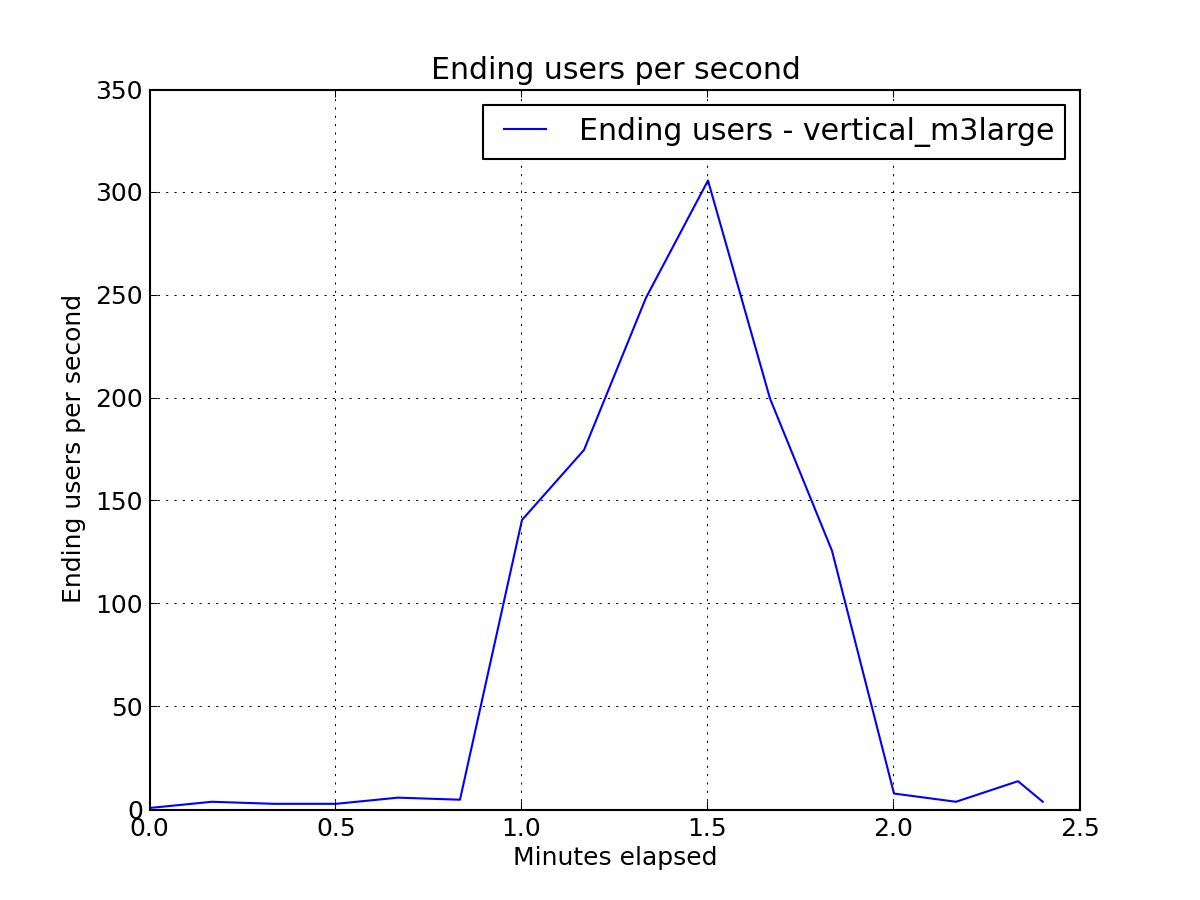 Ending users per second
Ending users - vertical_m3large
Ending users per second
350
300
250
200
150
100
50
0
0.0 0.5 1.0 1.5 2.0 2.5
Minutes elapsed